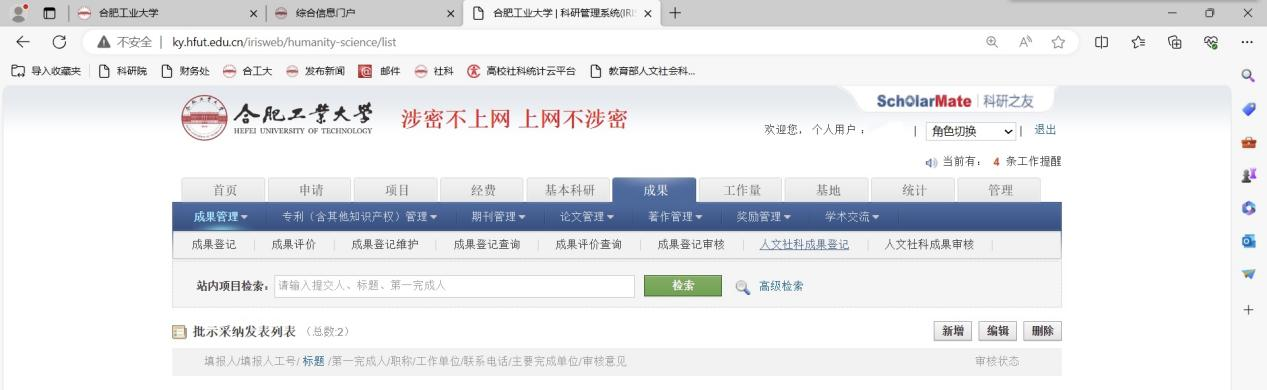 合肥工业大学
综合信息门户
合肥工业大学 | 科研管理系统(IRIS
不安全 | ky.hfut.edu.cn/irisweb/humanity-science/list
导入收藏夹 科研院 财务处 合工大 发布新闻 邮件 社科 高校社科统计云平台 教育部人文社会科...
合肥工业大学
HEFEI UNIVERSITY OF TECHNOLOGY
涉密不上网 上网不涉密
ScholarMate | 科研之友
欢迎您, 个人用户: | 角色切换 | 退出
当前有: 4 条工作提醒
首页 申请 项目 经费 基本科研 成果 工作量 基地 统计 管理
成果管理 专利(含其他知识产权)管理 期刊管理 论文管理 著作管理 奖励管理 学术交流
成果登记 成果评价 成果登记维护 成果登记查询 成果评价查询 成果登记审核 人文社科成果登记 人文社科成果审核
站内项目检索: 请输入提交人、标题、第一完成人 检索 高级检索
批示采纳发表列表 (总数:2) 新增 编辑 删除
填报人/填报人工号/ 标题 /第一完成人/职称/工作单位/联系电话/主要完成单位/审核意见 审核状态